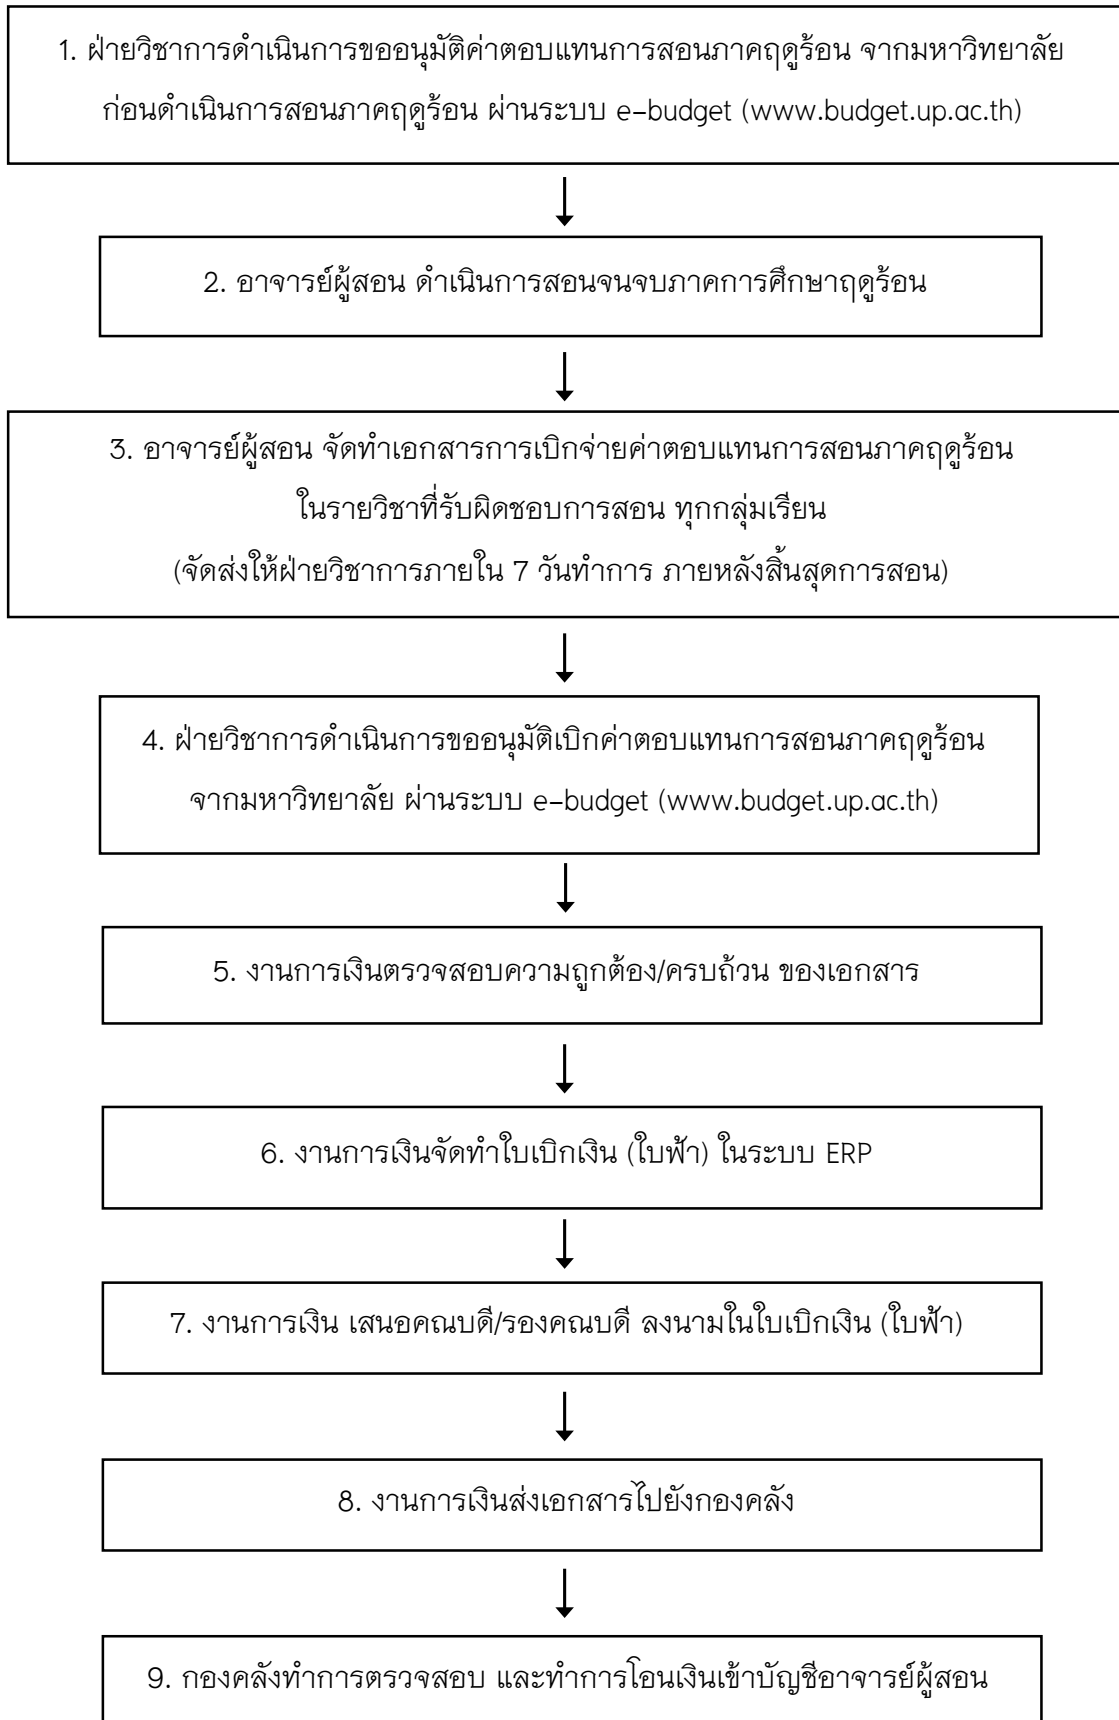 1. ฝ่ายวิชาการดำเนินการขออนุมัติค่าตอบแทนการสอนภาคฤดูร้อน จากมหาวิทยาลัย
ก่อนดำเนินการสอนภาคฤดูร้อน ผ่านระบบ e-budget (www.budget.up.ac.th)
2. อาจารย์ผู้สอน ดำเนินการสอนจนจบภาคการศึกษาฤดูร้อน
3. อาจารย์ผู้สอน จัดทำเอกสารการเบิกจ่ายค่าตอบแทนการสอนภาคฤดูร้อน
ในรายวิชาที่รับผิดชอบการสอน ทุกกลุ่มเรียน
(จัดส่งให้ฝ่ายวิชาการภายใน 7 วันทำการ ภายหลังสิ้นสุดการสอน)
4. ฝ่ายวิชาการดำเนินการขออนุมัติเบิกค่าตอบแทนการสอนภาคฤดูร้อน
จากมหาวิทยาลัย ผ่านระบบ e-budget (www.budget.up.ac.th)
5. งานการเงินตรวจสอบความถูกต้อง/ครบถ้วน ของเอกสาร
6. งานการเงินจัดทำใบเบิกเงิน (ใบฟ้า) ในระบบ ERP
7. งานการเงิน เสนอคณบดี/รองคณบดี ลงนามในใบเบิกเงิน (ใบฟ้า)
8. งานการเงินส่งเอกสารไปยังกองคลัง
9. กองคลังทำการตรวจสอบ และทำการโอนเงินเข้าบัญชีอาจารย์ผู้สอน